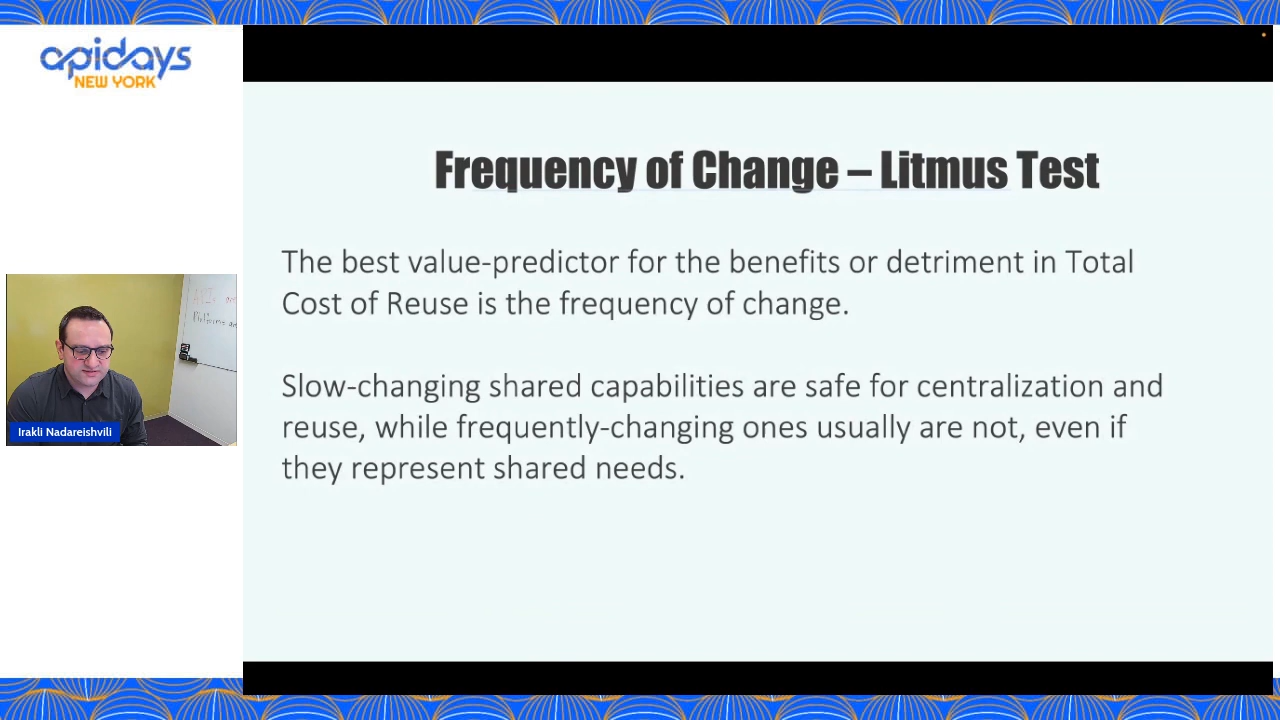 apidays
NEW YORK
Frequency of Change – Litmus Test
The best value-predictor for the benefits or detriment in Total
Cost of Reuse is the frequency of change.
Slow-changing shared capabilities are safe for centralization and
reuse, while frequently-changing ones usually are not, even if
they represent shared needs.
Irakli Nadareishvili